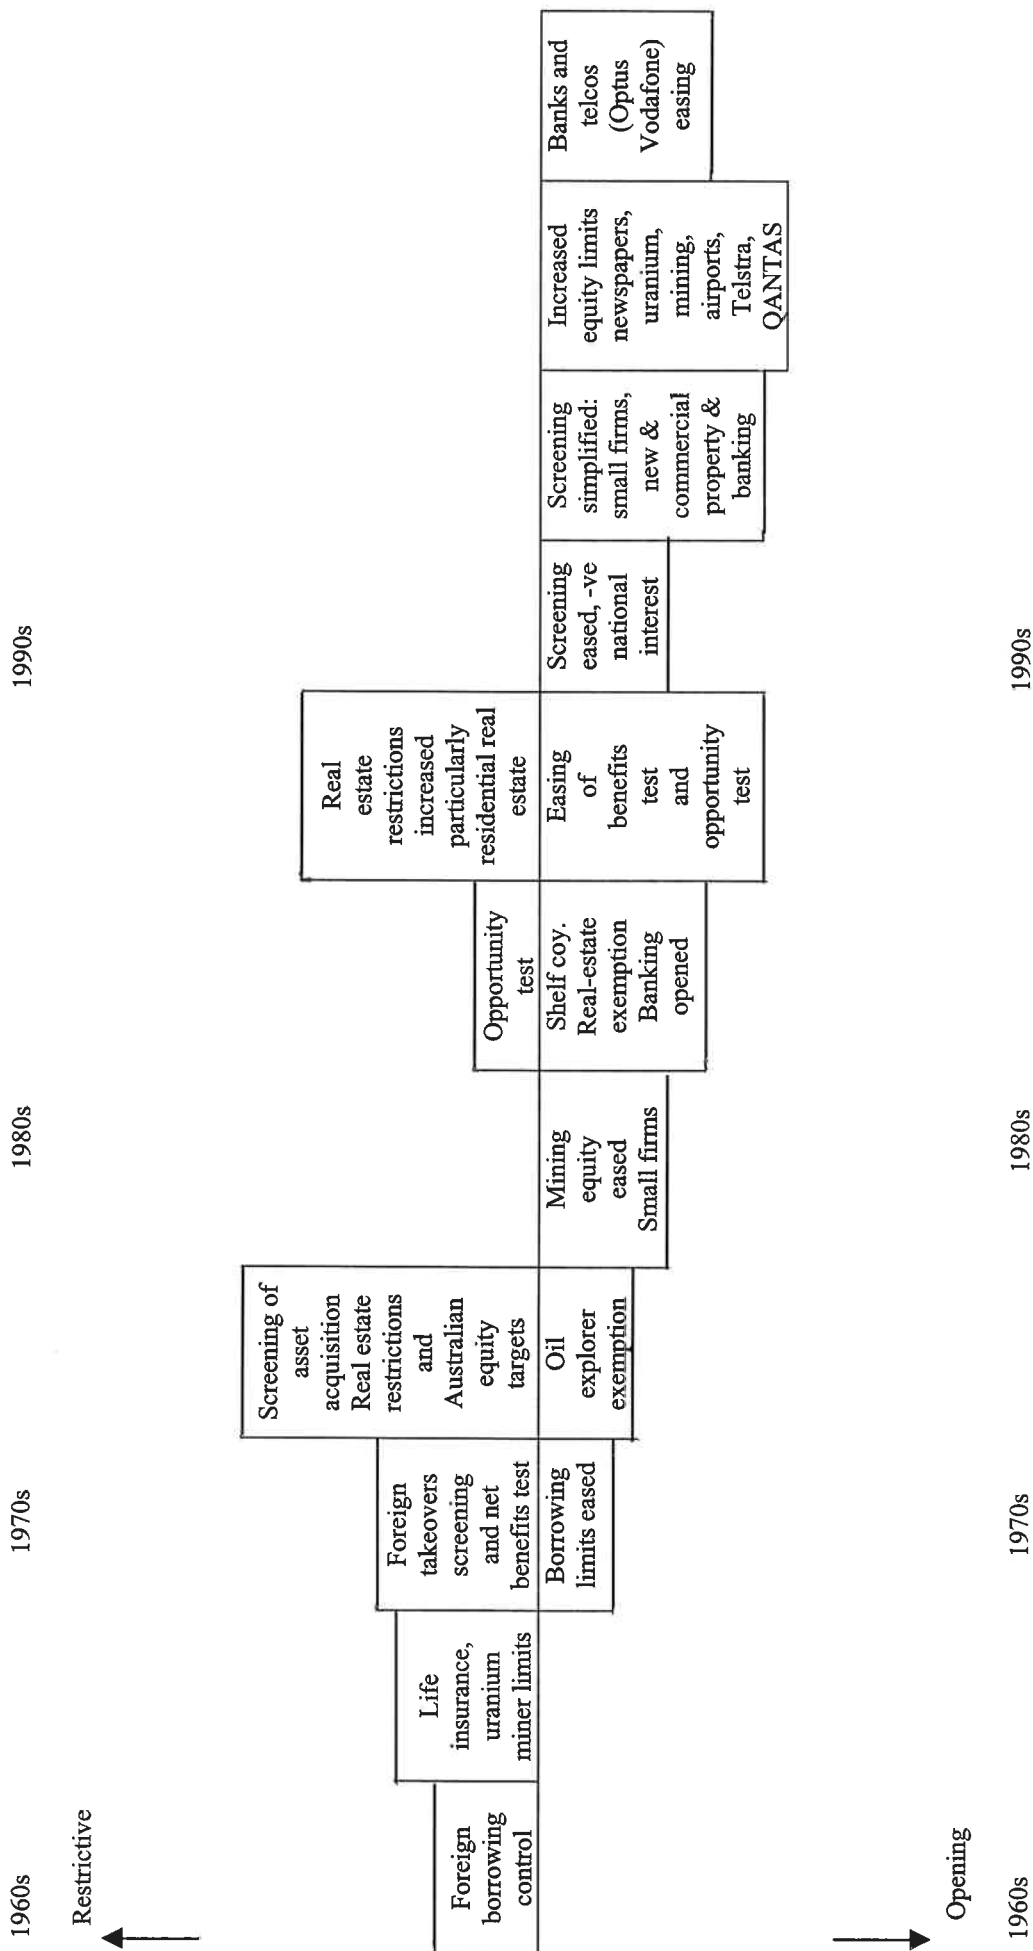 1960s
1970s
1980s
1990s
Restrictive
Foreign
borrowing
control
Life
insurance,
uranium
miner limits
Foreign
takeovers
screening
and net
benefits test
Screening of
asset
acquisition
Real estate
restrictions
and
Australian
equity
targets
Opportunity
test
Real
estate
restrictions
increased
particularly
residential real
estate
Borrowing
limits eased
Oil
explorer
exemption
Mining
equity
eased
Small firms
Shelf coy.
Real-estate
exemption
Banking
opened
Easing
of
benefits
test
and
opportunity
test
Screening
eased, -ve
national
interest
Screening
simplified:
small firms,
new &
commercial
property &
banking
Increased
equity limits
newspapers,
uranium,
mining,
airports,
Telstra,
QANTAS
Banks and
telcos
(Optus
Vodafone)
easing
Opening
1960s
1970s
1980s
1990s